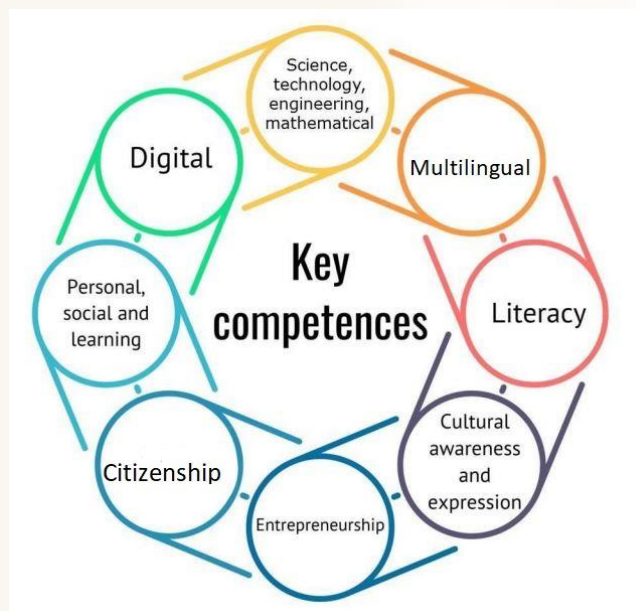 Science,
technology,
engineering,
mathematical
Multilingual
Literacy
Cultural
awareness
and
expression
Entrepreneurship
Citizenship
Personal,
social and
learning
Digital
Key
competences